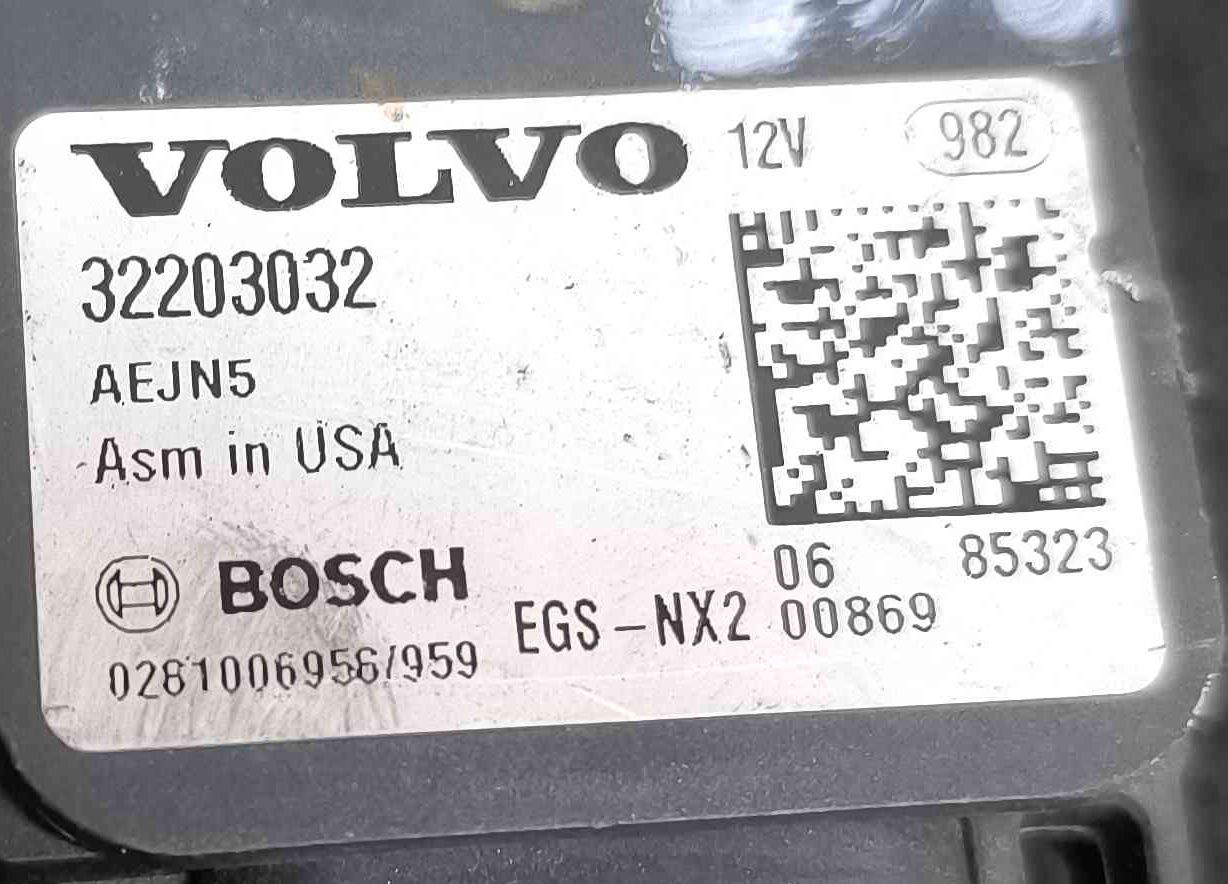 VOLVO 12V 982
32203032
AEJN5
Asm in USA
BOSCH
06 85323
EGS-NX2 00869
0281006956/959